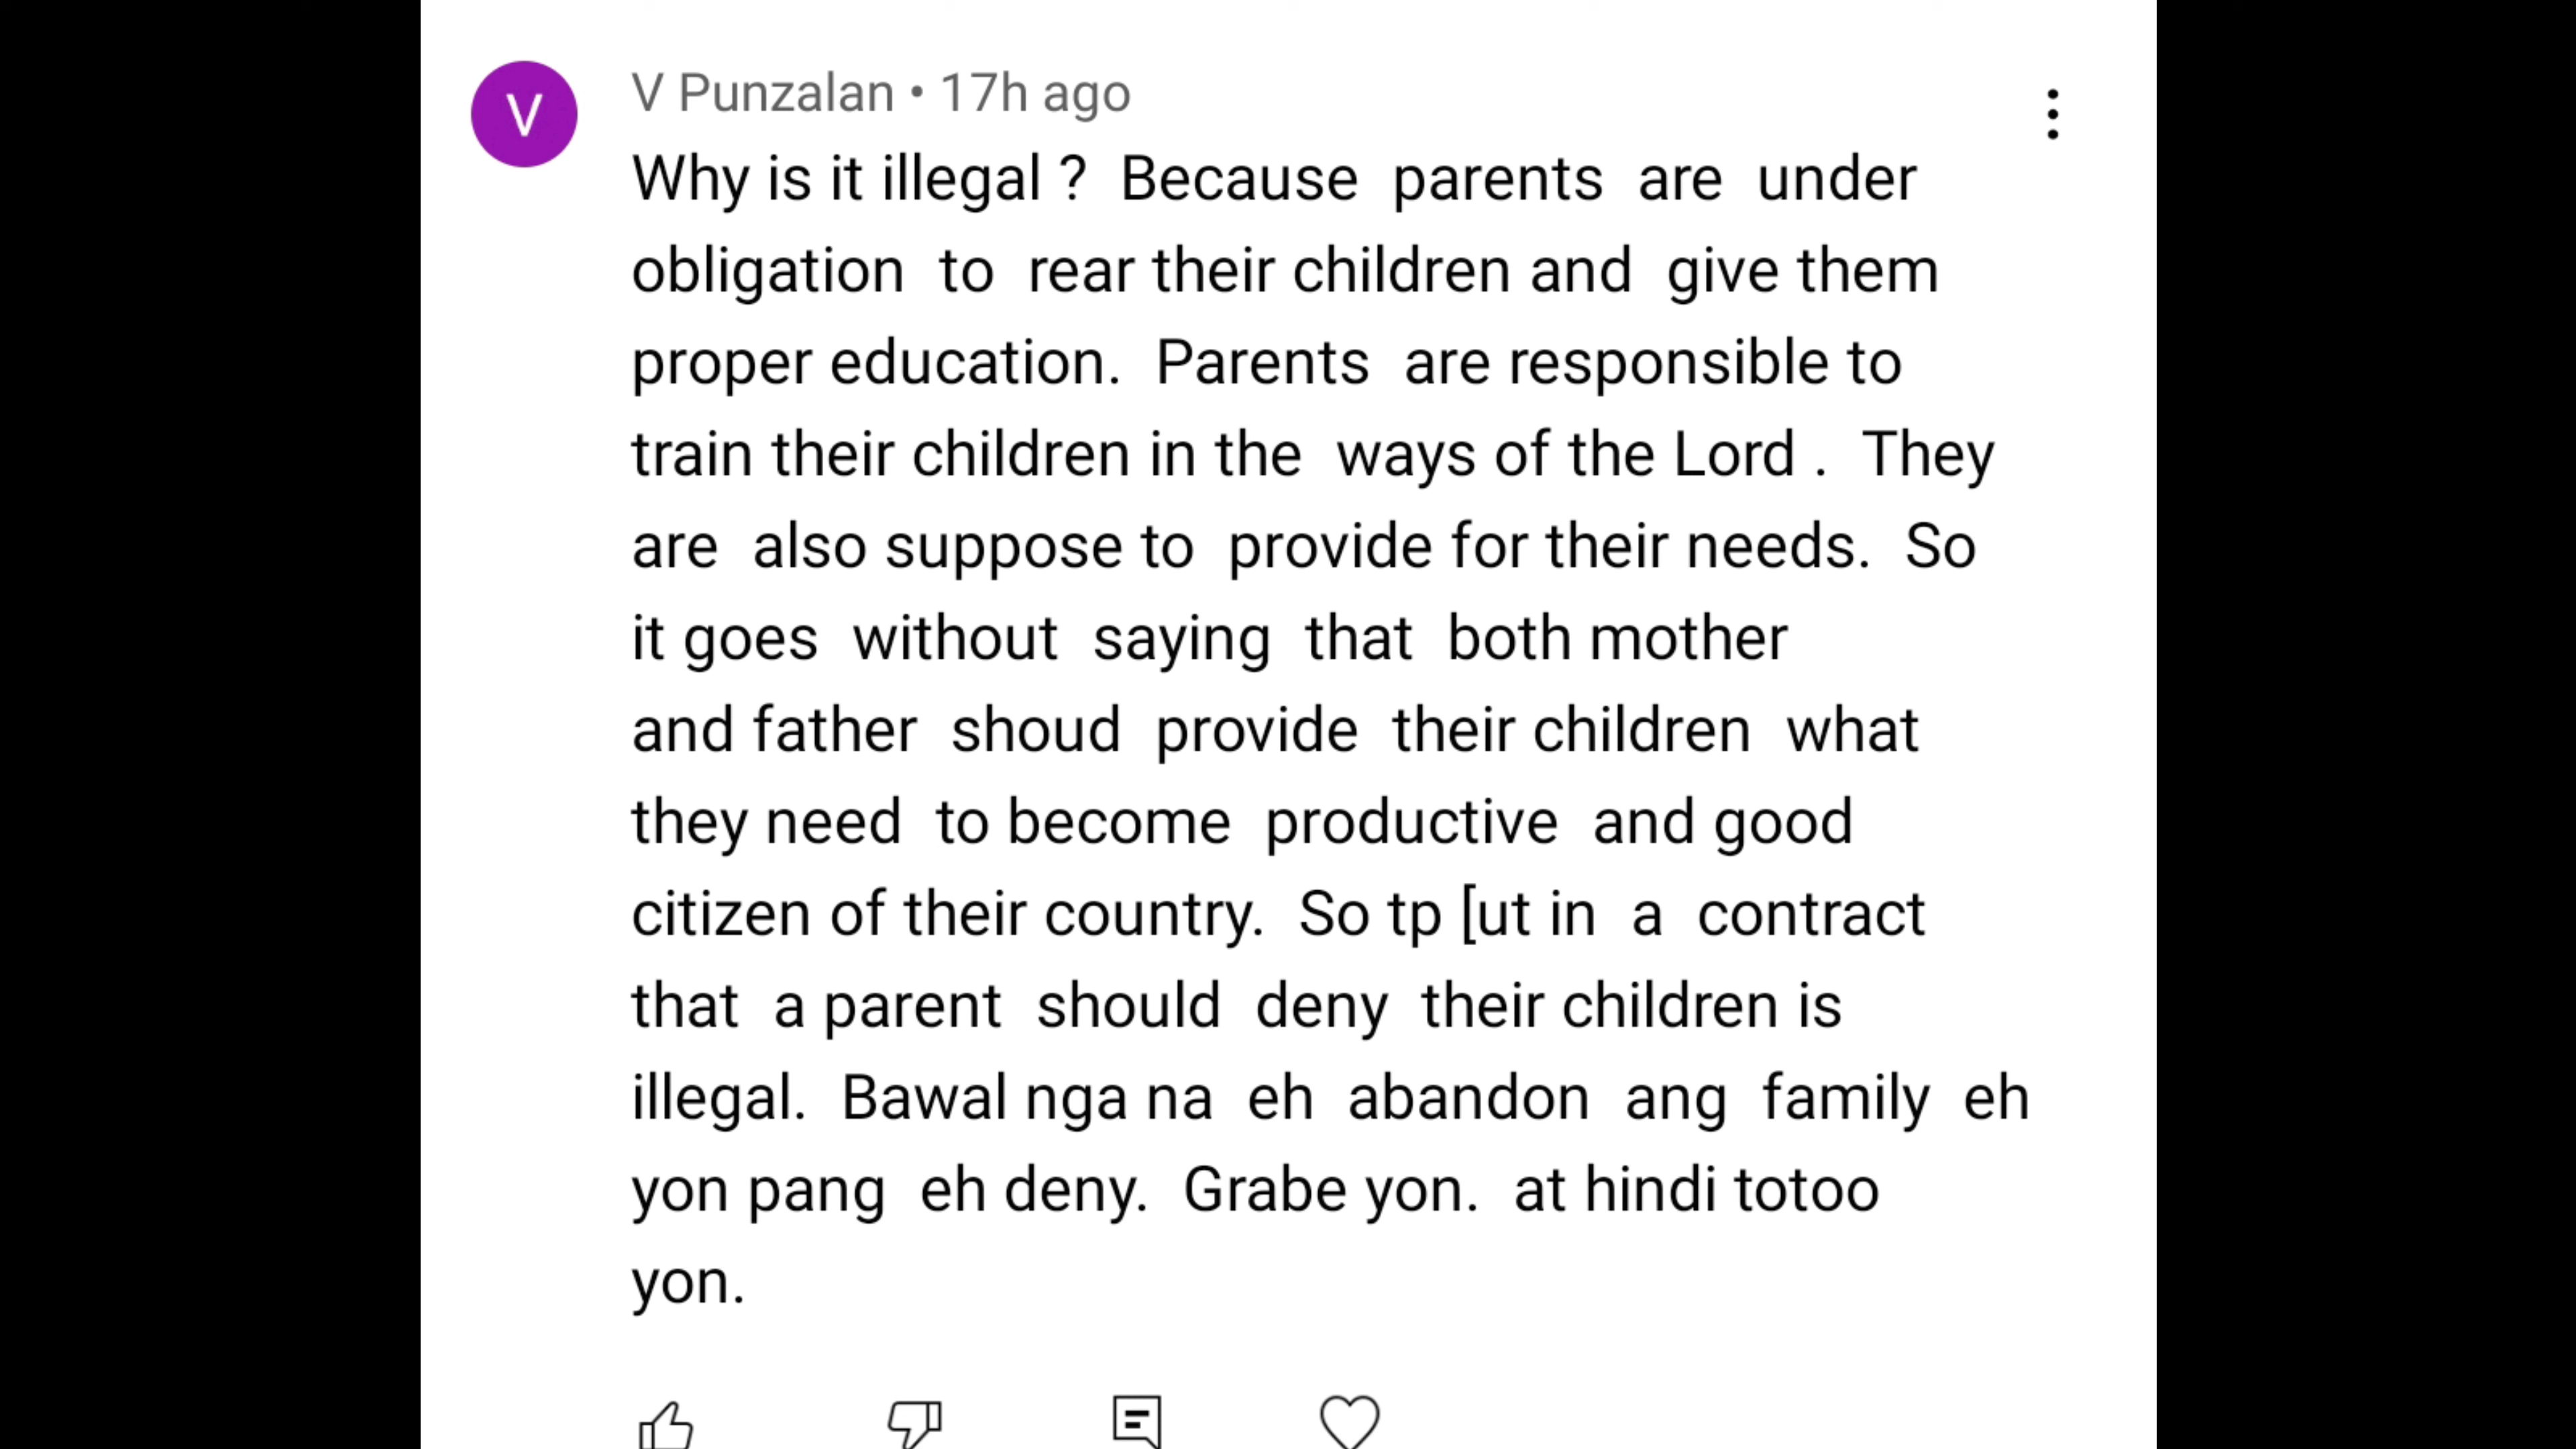 V
V Punzalan • 17h ago
Why is it illegal ? Because parents are under
obligation to rear their children and give them
proper education. Parents are responsible to
train their children in the ways of the Lord . They
are also suppose to provide for their needs. So
it goes without saying that both mother
and father shoud provide their children what
they need to become productive and good
citizen of their country. So tp [ut in a contract
that a parent should deny their children is
illegal. Bawal nga na eh abandon ang family eh
yon pang eh deny. Grabe yon. at hindi totoo
yon.